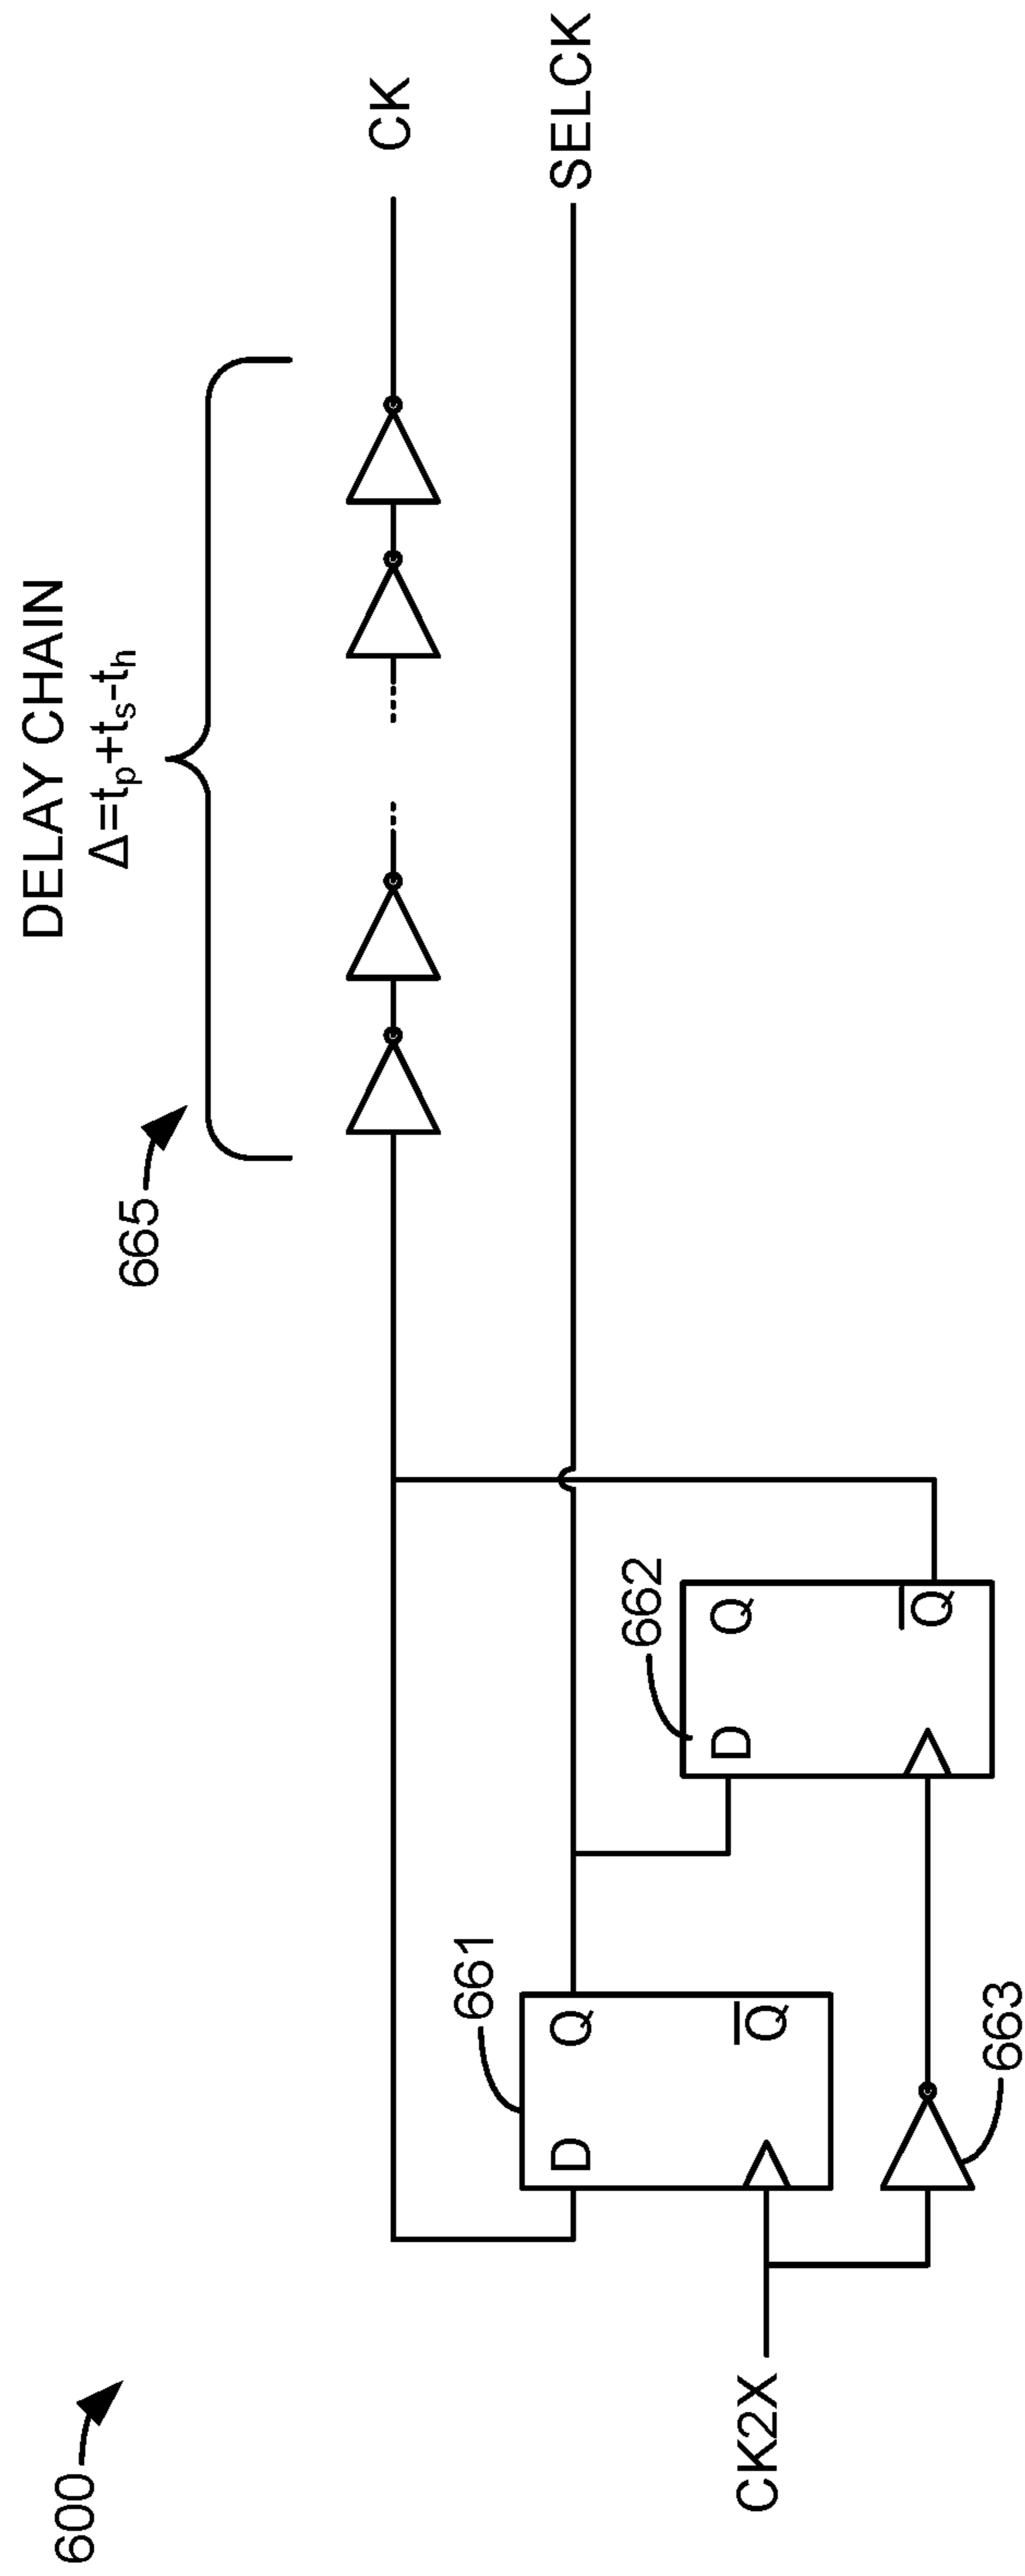 600
DELAY CHAIN
Δ=tp+ts-th
665
CK
SELCK
661
D
Q
Q
662
D
Q
Q
CK2X
663